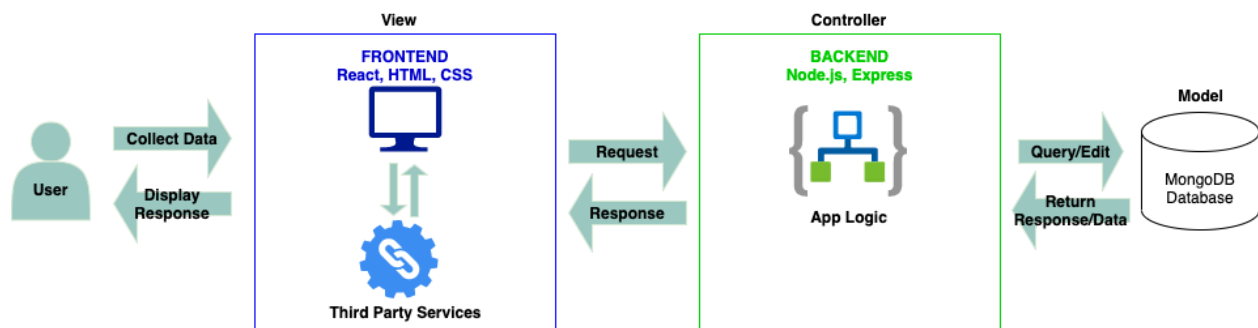 View
Controller
FRONTEND
React, HTML, CSS
BACKEND
Node.js, Express
Model
User
Collect Data
Display
Response
Request
Response
App Logic
Query/Edit
Return
Response/Data
MongoDB
Database
Third Party Services